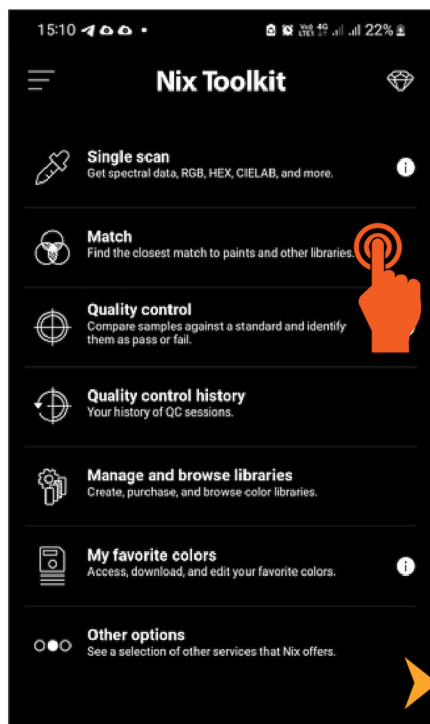 15:10
Vo) 4G
LTE1
22%
Nix Toolkit
Single scan
Get spectral data, RGB, HEX, CIELAB, and more.
Match
Find the closest match to paints and other libraries.
Quality control
Compare samples against a standard and identify
them as pass or fail.
Quality control history
Your history of QC sessions.
Manage and browse libraries
Create, purchase, and browse color libraries.
My favorite colors
Access, download, and edit your favorite colors.
Other options
See a selection of other services that Nix offers.